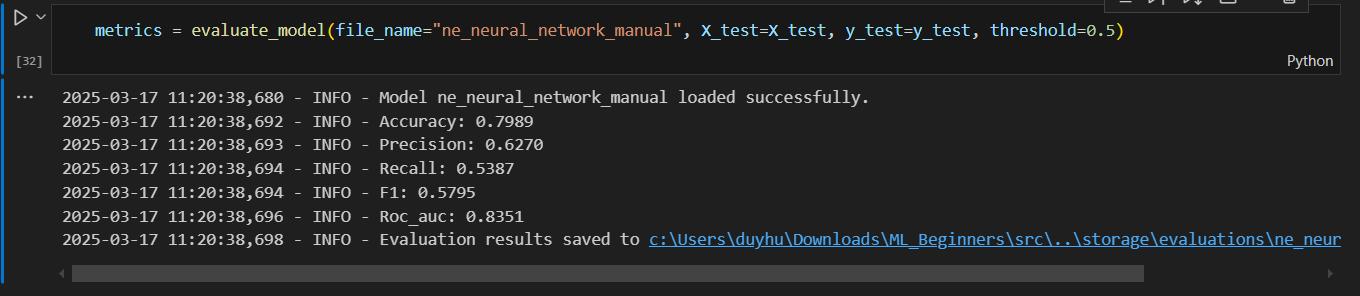 metrics = evaluate_model(file_name="ne_neural_network_manual", X_test=X_test, y_test=y_test, threshold=0.5)
[32]
Python
2025-03-17 11:20:38,680 - INFO - Model ne_neural_network_manual loaded successfully.
2025-03-17 11:20:38,692 - INFO - Accuracy: 0.7989
2025-03-17 11:20:38,693 - INFO - Precision: 0.6270
2025-03-17 11:20:38,694 - INFO - Recall: 0.5387
2025-03-17 11:20:38,694 - INFO - F1: 0.5795
2025-03-17 11:20:38,696 - INFO - Roc_auc: 0.8351
2025-03-17 11:20:38,698 - INFO - Evaluation results saved to c:\Users\duyhu\Downloads\ML_Beginners\src\..\storage\evaluations\ne_neur